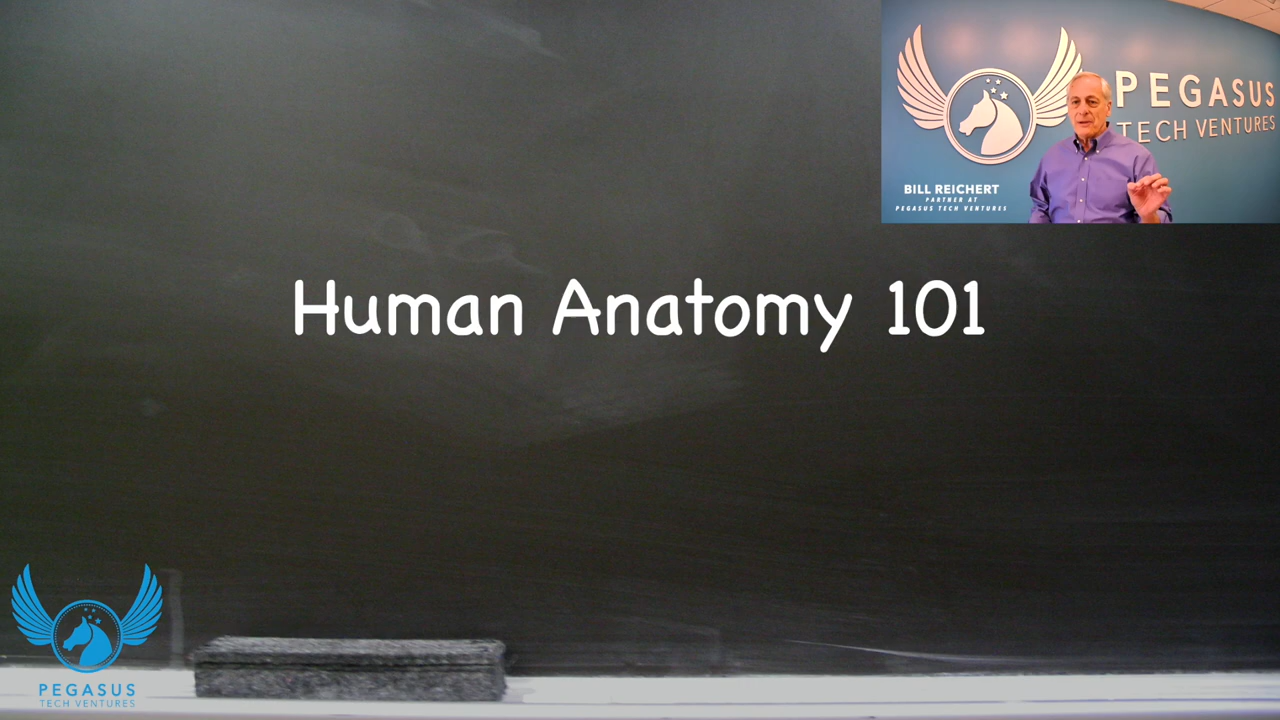 PEGASUS
TECH VENTURES
BILL REICHERT
PARTNER AT
PEGASUS TECH VENTURES
Human Anatomy 101
PEGASUS
TECH VENTURES